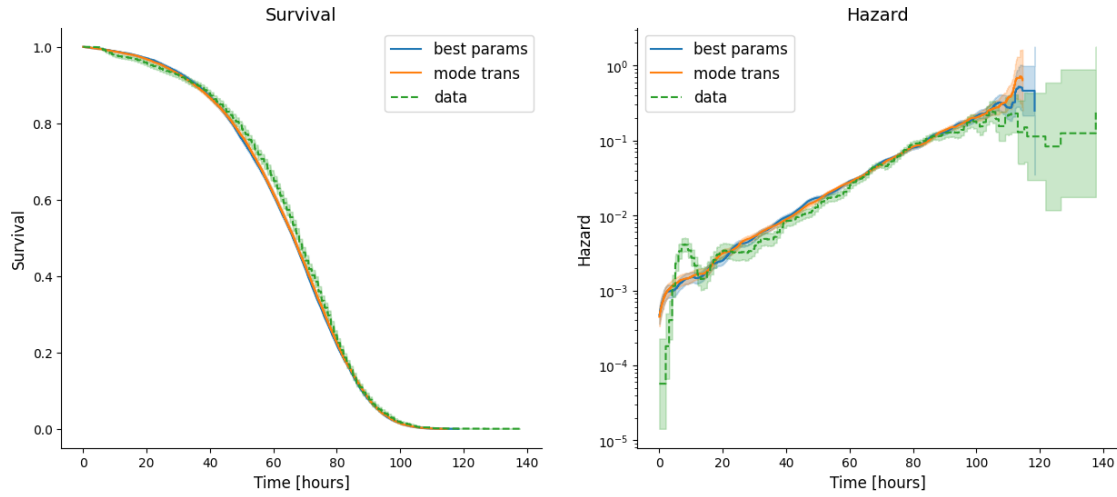 Survival
1.0
0.8
0.6
0.4
0.2
0.0
Survival
best params
mode trans
data
0 20 40 60 80 100 120 140
Time [hours]
Hazard
10⁰
10⁻¹
10⁻²
10⁻³
10⁻⁴
10⁻⁵
Hazard
best params
mode trans
data
0 20 40 60 80 100 120 140
Time [hours]